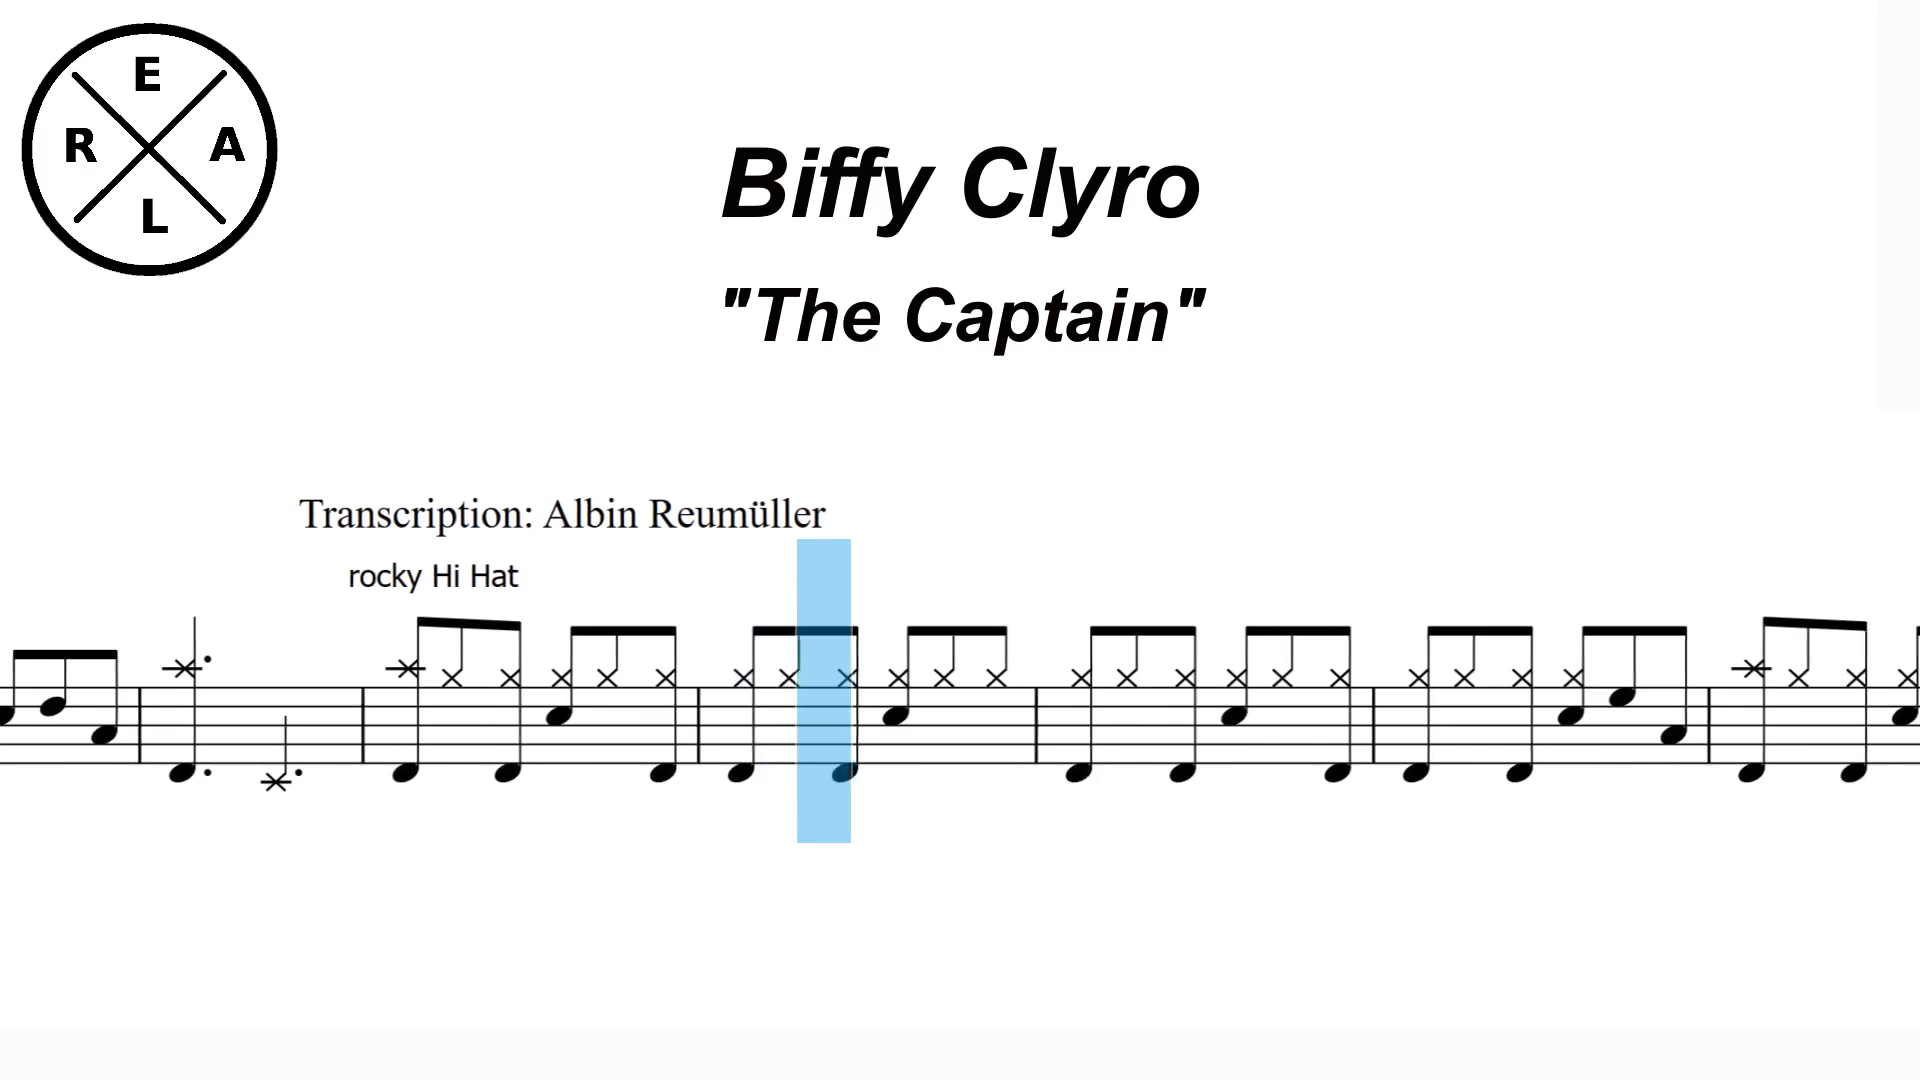 E
R A
L
Biffy Clyro
"The Captain"
Transcription: Albin Reumüller
rocky Hi Hat